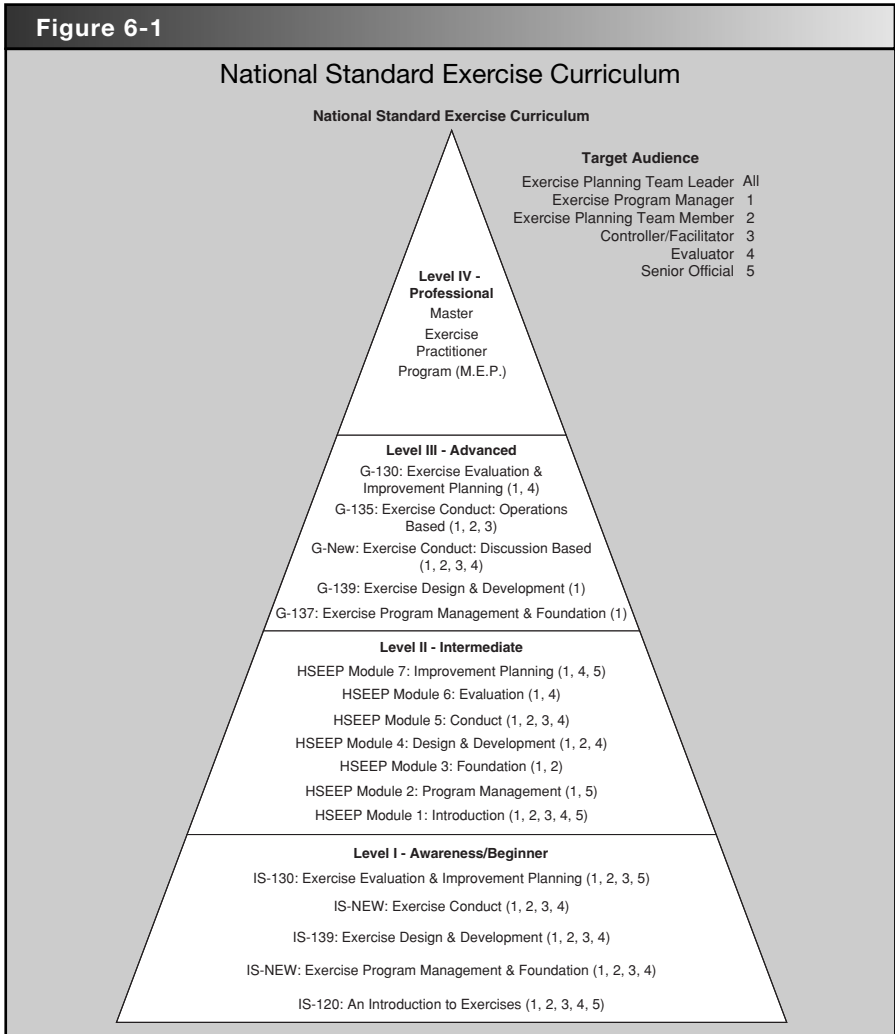 Figure 6-1
National Standard Exercise Curriculum
National Standard Exercise Curriculum
Target Audience
Exercise Planning Team Leader All
Exercise Program Manager 1
Exercise Planning Team Member 2
Controller/Facilitator 3
Evaluator 4
Senior Official 5
Level IV -
Professional
Master
Exercise
Practitioner
Program (M.E.P.)
Level III - Advanced
G-130: Exercise Evaluation &
Improvement Planning (1, 4)
G-135: Exercise Conduct: Operations
Based (1, 2, 3)
G-New: Exercise Conduct: Discussion Based
(1, 2, 3, 4)
G-139: Exercise Design & Development (1)
G-137: Exercise Program Management & Foundation (1)
Level II - Intermediate
HSEEP Module 7: Improvement Planning (1, 4, 5)
HSEEP Module 6: Evaluation (1, 4)
HSEEP Module 5: Conduct (1, 2, 3, 4)
HSEEP Module 4: Design & Development (1, 2, 4)
HSEEP Module 3: Foundation (1, 2)
HSEEP Module 2: Program Management (1, 5)
HSEEP Module 1: Introduction (1, 2, 3, 4, 5)
Level I - Awareness/Beginner
IS-130: Exercise Evaluation & Improvement Planning (1, 2, 3, 5)
IS-NEW: Exercise Conduct (1, 2, 3, 4)
IS-139: Exercise Design & Development (1, 2, 3, 4)
IS-NEW: Exercise Program Management & Foundation (1, 2, 3, 4)
IS-120: An Introduction to Exercises (1, 2, 3, 4, 5)